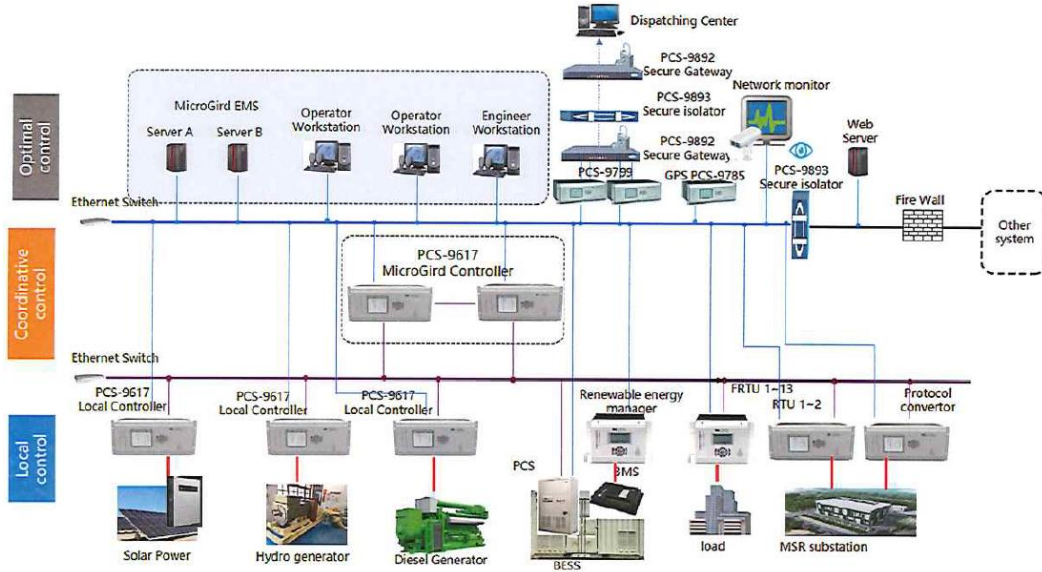 Dispatching Center
PCS-9892
Secure Gateway
PCS-9893
Secure isolator
PCS-9892
Secure Gateway
PCS-9799
GPS PCS-9785
Network monitor
Web
Server
PCS-9893
Secure isolator
Fire Wall
Other
system
Optimal
control
MicroGird EMS
Server A
Server B
Operator
Workstation
Operator
Workstation
Engineer
Workstation
Ethernet Switch
Coordinative
control
PCS-9617
MicroGird Controller
Ethernet Switch
Local
control
PCS-9617
Local Controller
PCS-9617
Local Controller
PCS-9617
Local Controller
Renewable energy
manager
FRTU 1~13
RTU 1~2
Protocol
convertor
PCS
BMS
Solar Power
Hydro generator
Diesel Generator
BESS
load
MSR substation